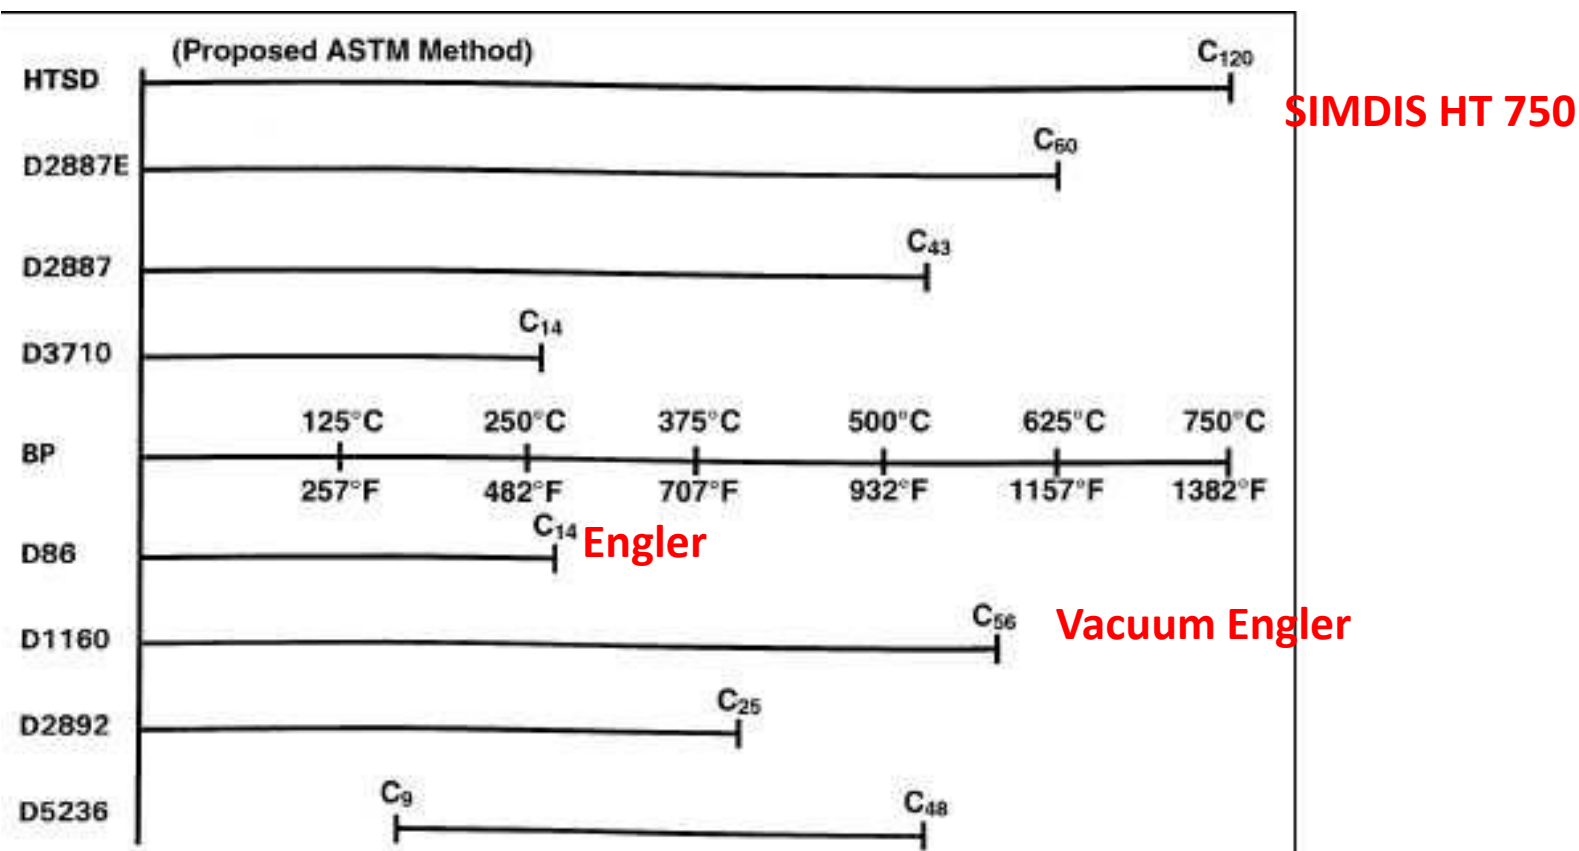 (Proposed ASTM Method)
HTSD
C120
SIMDIS HT 750
D2887E
C60
D2887
C43
D3710
C14
125°C 250°C 375°C 500°C 625°C 750°C
BP
257°F 482°F 707°F 932°F 1157°F 1382°F
D86
C14 Engler
D1160
C56 Vacuum Engler
D2892
C25
D5236
C9 C48